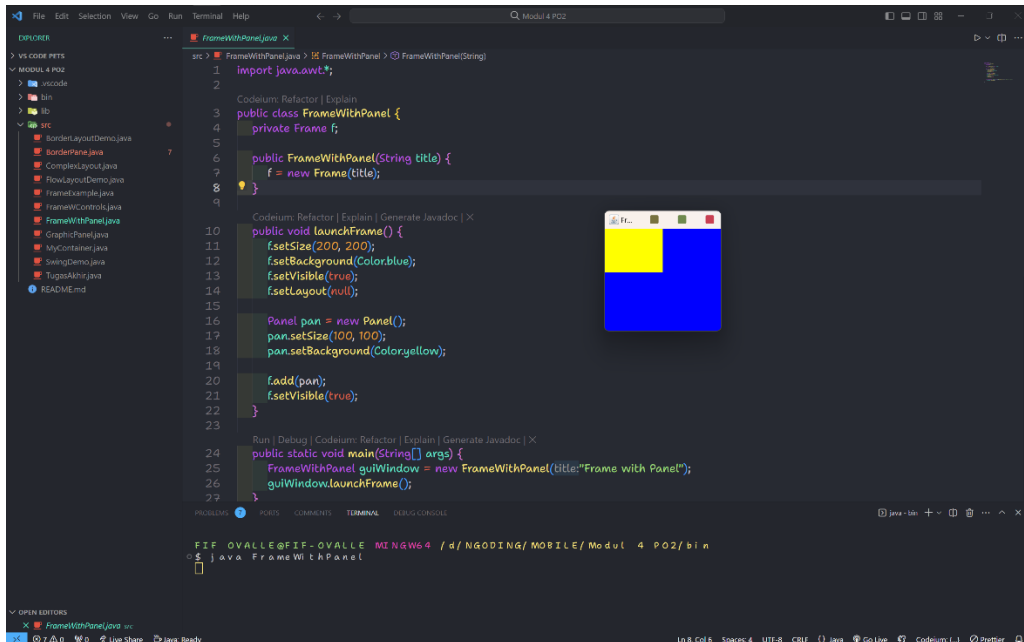 File Edit Selection View Go Run Terminal Help
Modul 4 PO2
EXPLORER
VS CODE PETS
MODUL 4 PO2
.vscode
bin
lib
src
BorderLayoutDemo.java
BorderPane.java 7
ComplexLayout.java
FlowLayoutDemo.java
FrameExample.java
FrameWControls.java
FrameWithPanel.java
GraphicPanel.java
MyContainer.java
SwingDemo.java
TugasAkhir.java
README.md
OPEN EDITORS
FrameWithPanel.java src
FrameWithPanel.java
src > FrameWithPanel.java > FrameWithPanel > FrameWithPanel(String)
1 import java.awt.*;
2
Codeium: Refactor | Explain
3 public class FrameWithPanel {
4 private Frame f;
5
6 public FrameWithPanel(String title) {
7 f = new Frame(title);
8 }
9
Codeium: Refactor | Explain | Generate Javadoc | X
10 public void launchFrame() {
11 f.setSize(200, 200);
12 f.setBackground(Color.blue);
13 f.setVisible(true);
14 f.setLayout(null);
15
16 Panel pan = new Panel();
17 pan.setSize(100, 100);
18 pan.setBackground(Color.yellow);
19
20 f.add(pan);
21 f.setVisible(true);
22 }
23
Run | Debug | Codeium: Refactor | Explain | Generate Javadoc | X
24 public static void main(String[] args) {
25 FrameWithPanel guiWindow = new FrameWithPanel(title:"Frame with Panel");
26 guiWindow.launchFrame();
27 }
Fr...
PROBLEMS 7 PORTS COMMENTS TERMINAL DEBUG CONSOLE
java - bin
FIF OVALLE@FIF-OVALLE MINGW64 /d/NGODING/MOBILE/Modul 4 PO2/bin
$ java FrameWithPanel
7 0 0 Live Share Java: Ready
Ln 8, Col 6 Spaces: 4 UTF-8 CRLF {} Java Go Live Codeium: {...} Prettier